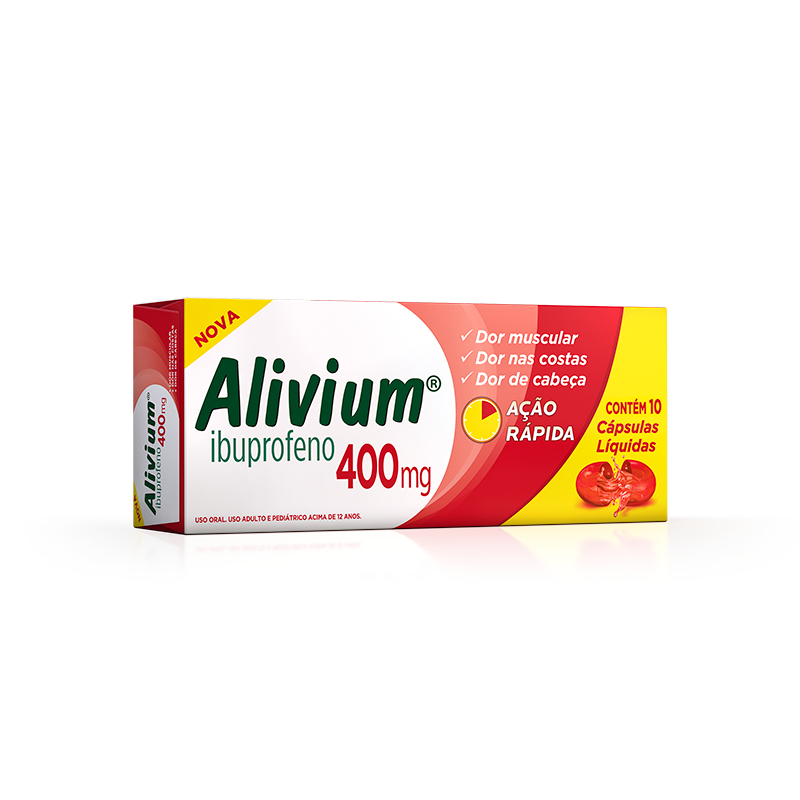 NOVA
Alivium®
ibuprofeno
400mg
USO ORAL. USO ADULTO E PEDIÁTRICO ACIMA DE 12 ANOS.
✓ Dor muscular
✓ Dor nas costas
✓ Dor de cabeça
AÇÃO
RÁPIDA
CONTÉM 10
Cápsulas
Líquidas
Alivium®
ibuprofeno
400mg